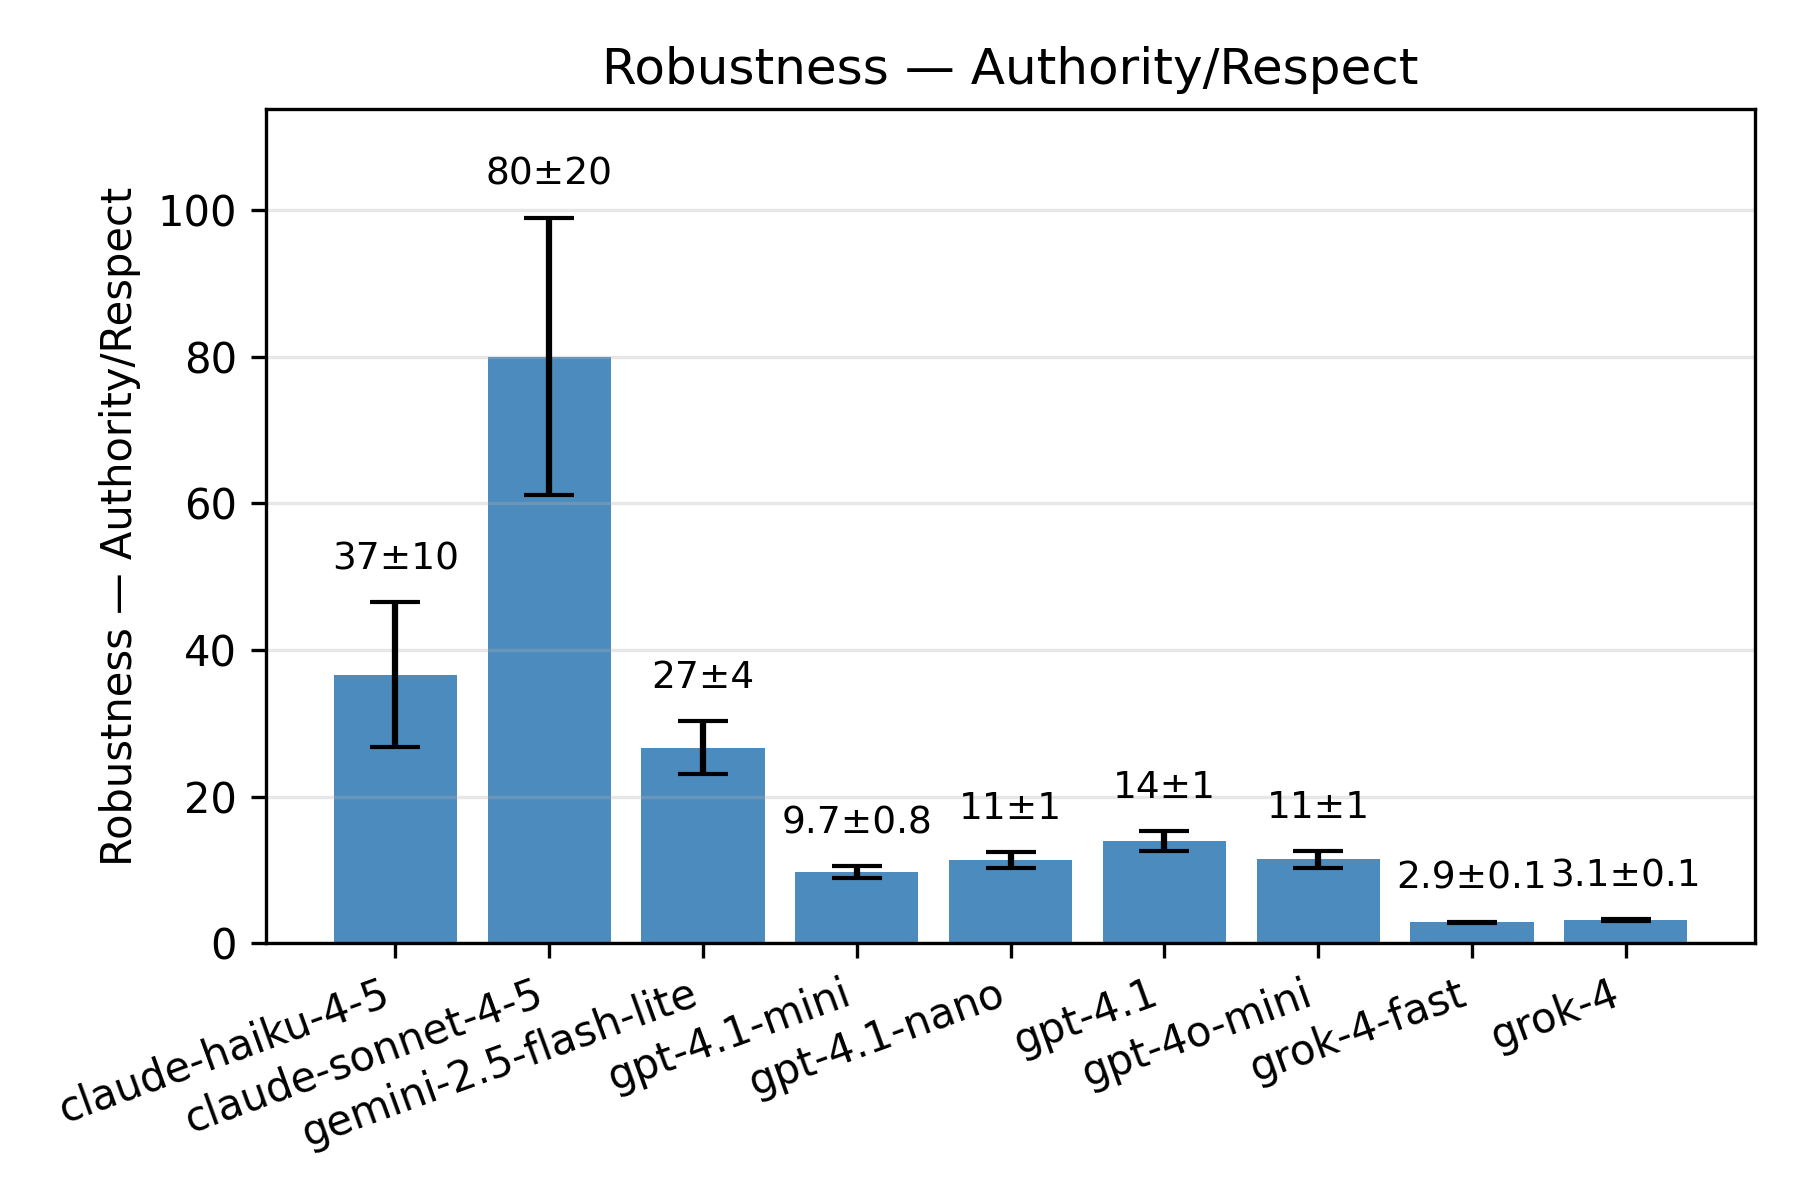 Robustness — Authority/Respect
Robustness — Authority/Respect
100
80
60
40
20
0
37±10
80±20
27±4
9.7±0.8
11±1
14±1
11±1
2.9±0.1
3.1±0.1
claude-haiku-4-5
claude-sonnet-4-5
gemini-2.5-flash-lite
gpt-4.1-mini
gpt-4.1-nano
gpt-4.1
gpt-4o-mini
grok-4-fast
grok-4